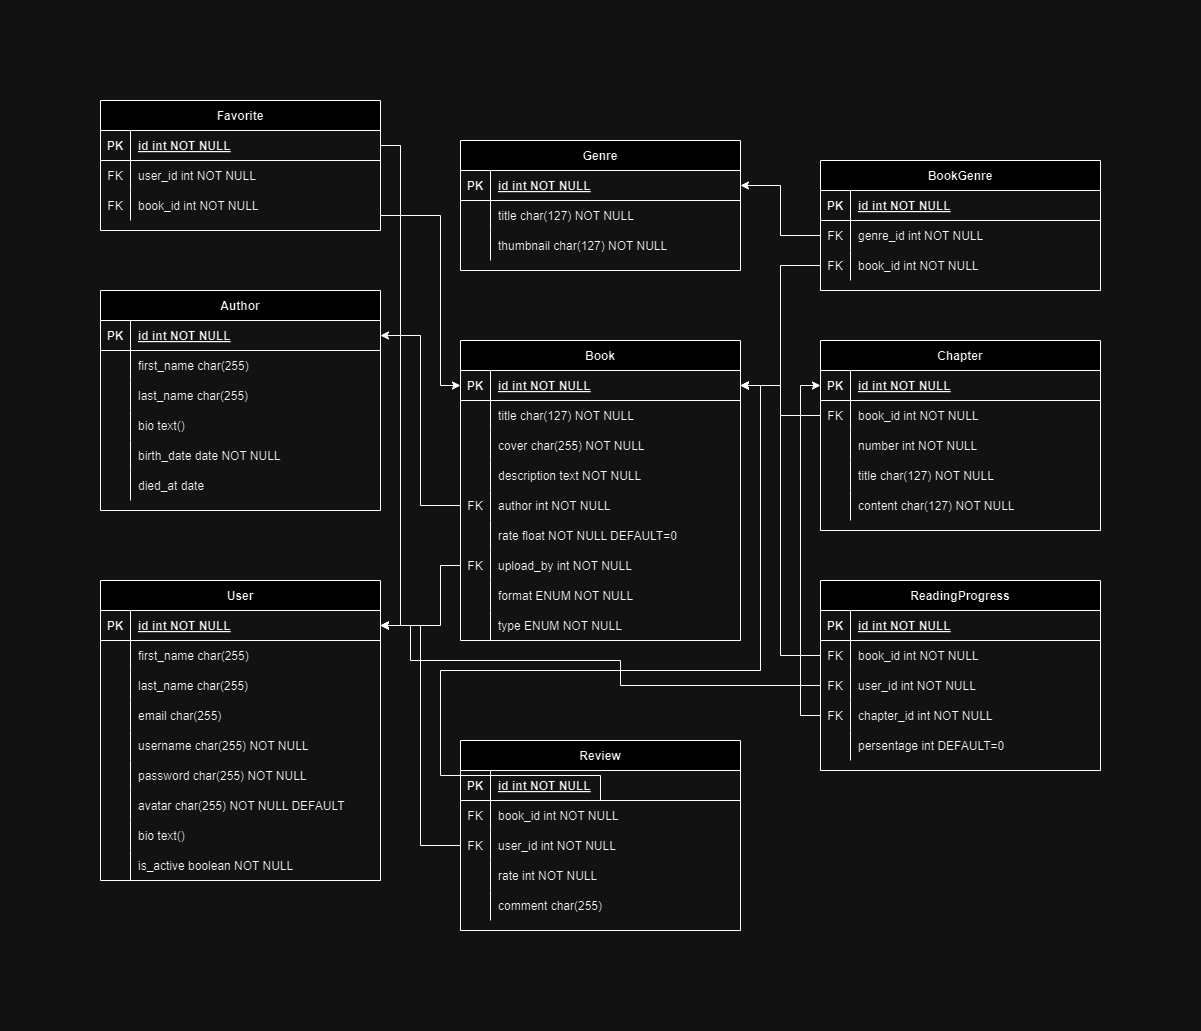 Favorite
PK id int NOT NULL
FK user_id int NOT NULL
FK book_id int NOT NULL
Genre
PK id int NOT NULL
title char(127) NOT NULL
thumbnail char(127) NOT NULL
BookGenre
PK id int NOT NULL
FK genre_id int NOT NULL
FK book_id int NOT NULL
Author
PK id int NOT NULL
first_name char(255)
last_name char(255)
bio text()
birth_date date NOT NULL
died_at date
Book
PK id int NOT NULL
title char(127) NOT NULL
cover char(255) NOT NULL
description text NOT NULL
FK author int NOT NULL
rate float NOT NULL DEFAULT=0
FK upload_by int NOT NULL
format ENUM NOT NULL
type ENUM NOT NULL
Chapter
PK id int NOT NULL
FK book_id int NOT NULL
number int NOT NULL
title char(127) NOT NULL
content char(127) NOT NULL
User
PK id int NOT NULL
first_name char(255)
last_name char(255)
email char(255)
username char(255) NOT NULL
password char(255) NOT NULL
avatar char(255) NOT NULL DEFAULT
bio text()
is_active boolean NOT NULL
Review
PK id int NOT NULL
FK book_id int NOT NULL
FK user_id int NOT NULL
rate int NOT NULL
comment char(255)
ReadingProgress
PK id int NOT NULL
FK book_id int NOT NULL
FK user_id int NOT NULL
FK chapter_id int NOT NULL
persentage int DEFAULT=0